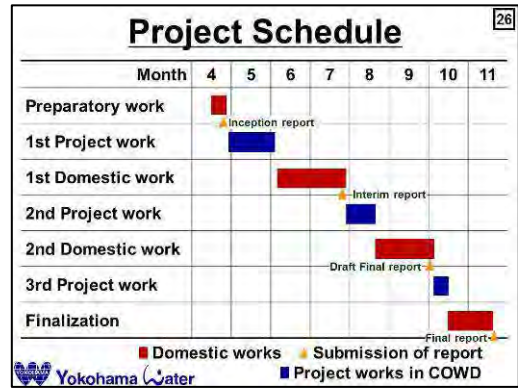 Project Schedule
26
Month 4 5 6 7 8 9 10 11
Preparatory work
Inception report
1st Project work
1st Domestic work
Interim report
2nd Project work
2nd Domestic work
Draft Final report
3rd Project work
Finalization
Final report
Domestic works Submission of report
YOKOHAMA Yokohama Water Project works in COWD